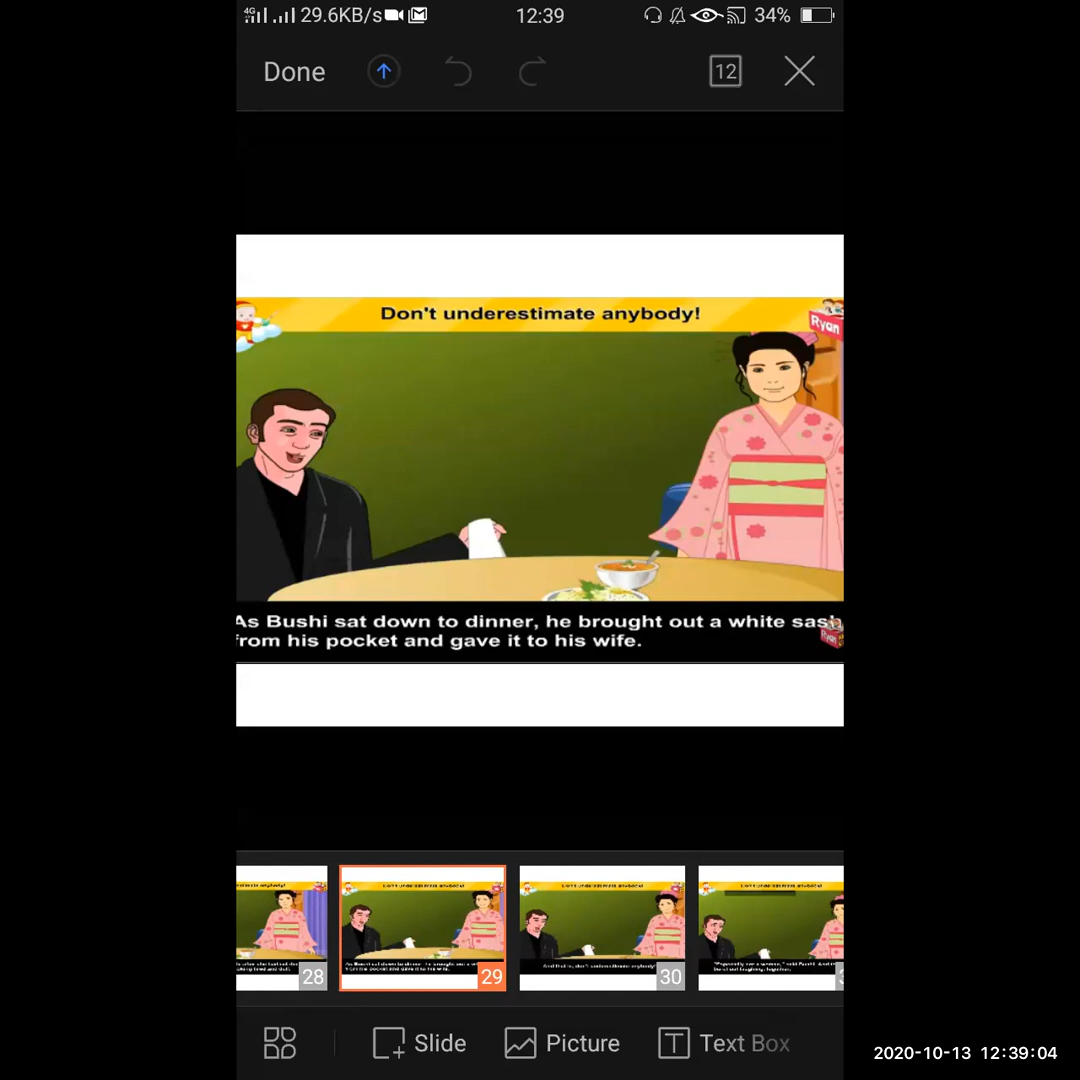 4G 29.6KB/s 12:39 34%
Done 12
Don't underestimate anybody!
Ryan
As Bushi sat down to dinner, he brought out a white sash
from his pocket and gave it to his wife.
Ryan
28 29 30
Slide Picture Text Box
2020-10-13 12:39:04